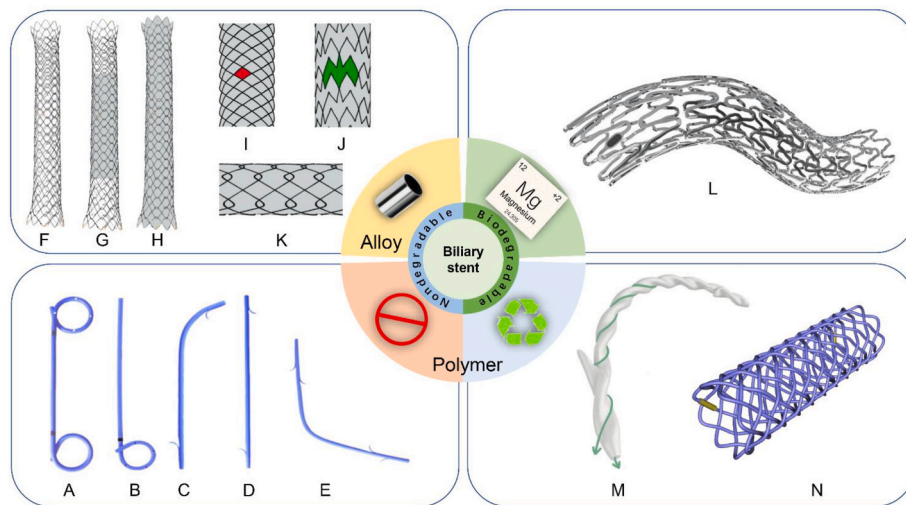 I
J
F
G
H
K
L
12
+2
Mg
Magnesium
24.305
Alloy
Nondegradable
Biodegradable
Biliary
stent
Polymer
A
B
C
D
E
M
N